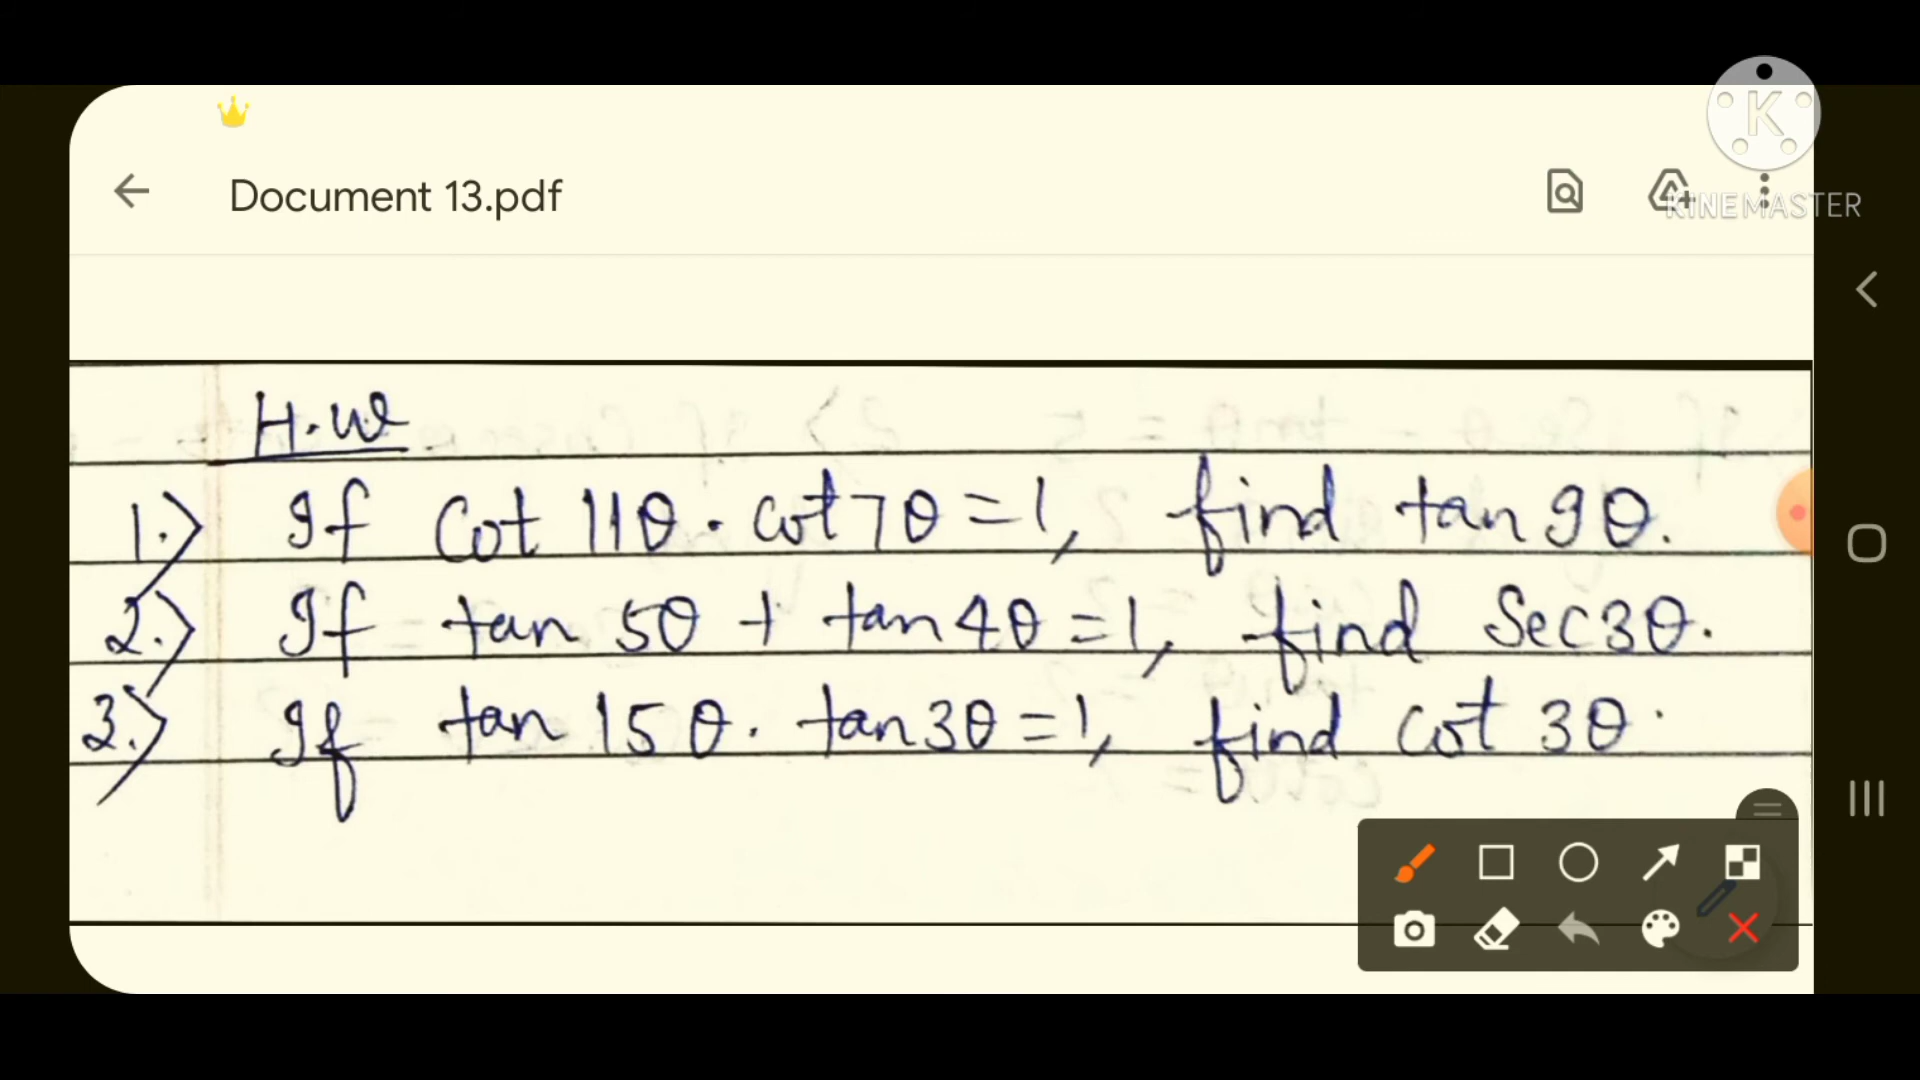 K
KINEMASTER
Document 13.pdf
H.W
1.) If Cot 11θ · cot 7θ = 1, find tan 9θ.
2.) If tan 5θ + tan 4θ = 1, find Sec 3θ.
3.) If tan 15θ · tan 3θ = 1, find cot 3θ.